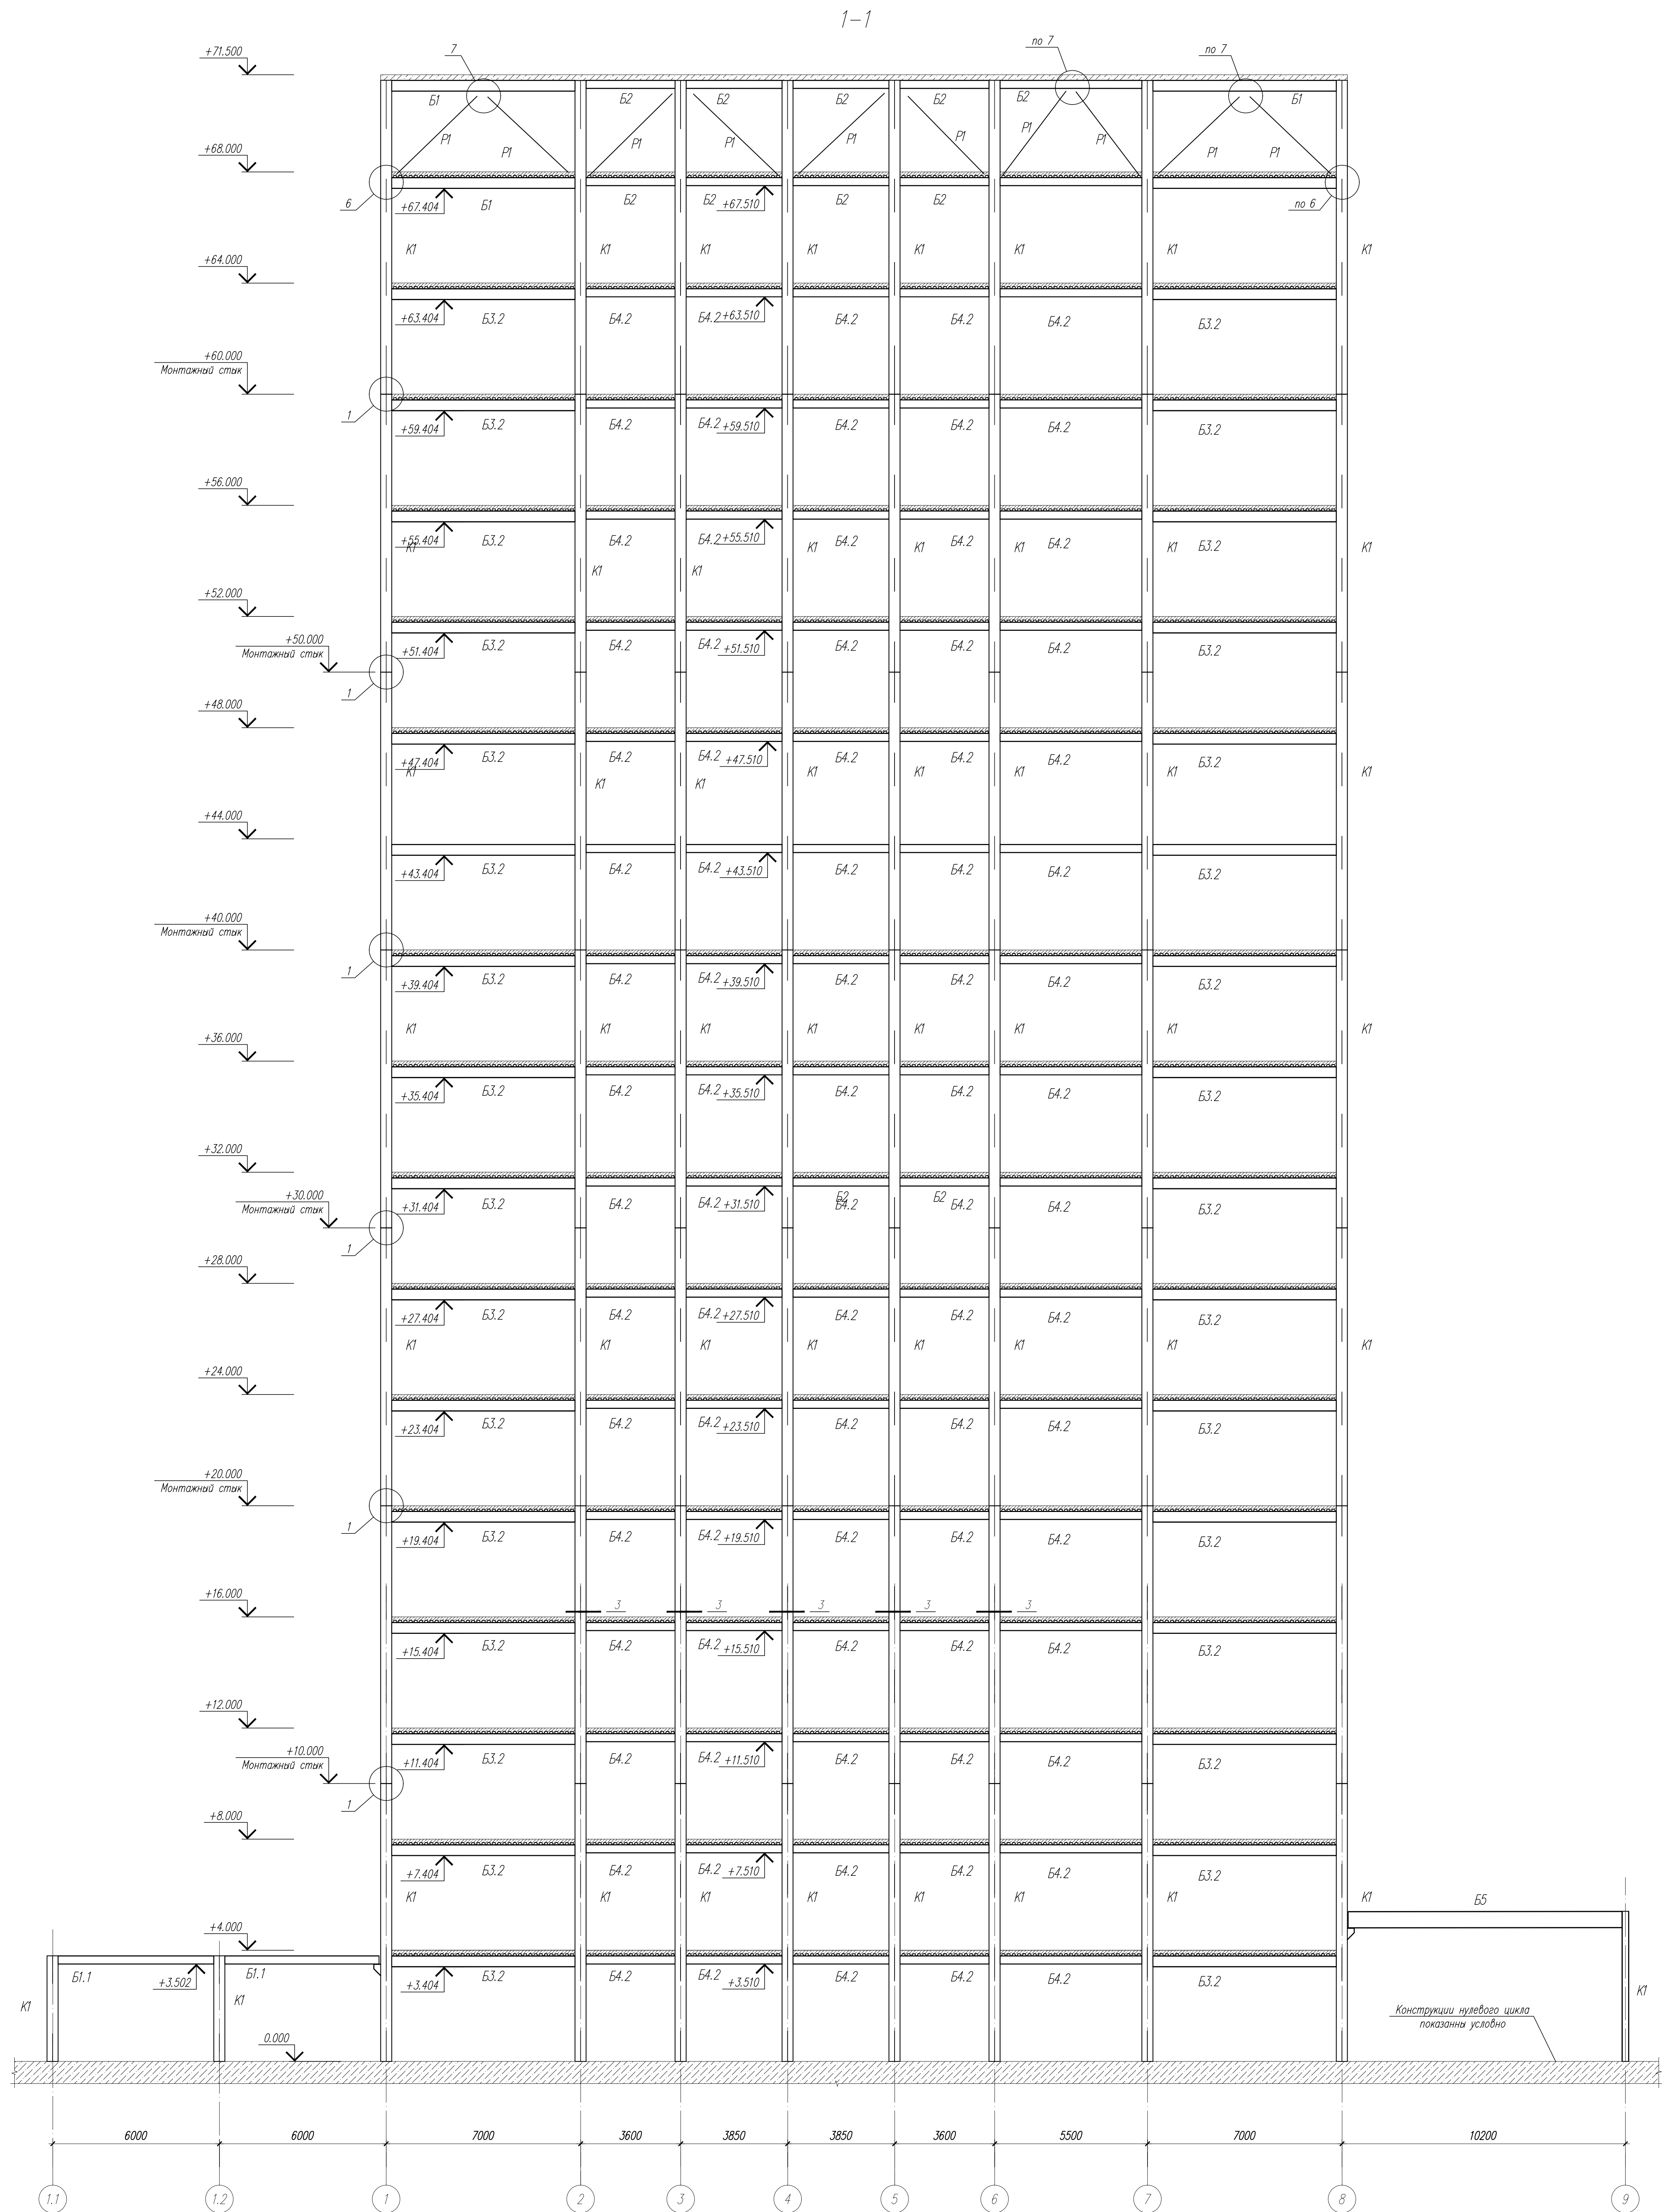 1-1
+71.500
7
по 7
по 7
Б1 Б2 Б2 Б2 Б2 Б2 Б1
Р1 Р1 Р1 Р1 Р1 Р1 Р1 Р1 Р1 Р1
+68.000
6
+67.404 Б1 Б2 Б2 +67.510 Б2 Б2
по 6
К1 К1 К1 К1 К1 К1 К1 К1
+64.000
+63.404 Б3.2 Б4.2 Б4.2 +63.510 Б4.2 Б4.2 Б4.2 Б3.2
+60.000
Монтажный стык
1
+59.404 Б3.2 Б4.2 Б4.2 +59.510 Б4.2 Б4.2 Б4.2 Б3.2
+56.000
+55.404 Б3.2 Б4.2 Б4.2 +55.510 Б4.2 Б4.2 Б4.2 Б3.2
К1 К1 К1 К1 К1 К1
К1 К1
+52.000
+50.000
Монтажный стык
+51.404 Б3.2 Б4.2 Б4.2 +51.510 Б4.2 Б4.2 Б4.2 Б3.2
1
+48.000
+47.404 Б3.2 Б4.2 Б4.2 +47.510 Б4.2 Б4.2 Б4.2 Б3.2
К1 К1 К1 К1 К1 К1
К1 К1
+44.000
+43.404 Б3.2 Б4.2 Б4.2 +43.510 Б4.2 Б4.2 Б4.2 Б3.2
+40.000
Монтажный стык
1
+39.404 Б3.2 Б4.2 Б4.2 +39.510 Б4.2 Б4.2 Б4.2 Б3.2
К1 К1 К1 К1 К1 К1 К1 К1
+36.000
+35.404 Б3.2 Б4.2 Б4.2 +35.510 Б4.2 Б4.2 Б4.2 Б3.2
+32.000
+30.000
Монтажный стык
Б2 Б2
+31.404 Б3.2 Б4.2 Б4.2 +31.510 Б4.2 Б4.2 Б4.2 Б3.2
1
+28.000
+27.404 Б3.2 Б4.2 Б4.2 +27.510 Б4.2 Б4.2 Б4.2 Б3.2
К1 К1 К1 К1 К1 К1 К1 К1
+24.000
+23.404 Б3.2 Б4.2 Б4.2 +23.510 Б4.2 Б4.2 Б4.2 Б3.2
+20.000
Монтажный стык
1
+19.404 Б3.2 Б4.2 Б4.2 +19.510 Б4.2 Б4.2 Б4.2 Б3.2
+16.000
3 3 3 3 3
+15.404 Б3.2 Б4.2 Б4.2 +15.510 Б4.2 Б4.2 Б4.2 Б3.2
+12.000
+10.000
Монтажный стык
+11.404 Б3.2 Б4.2 Б4.2 +11.510 Б4.2 Б4.2 Б4.2 Б3.2
1
+8.000
+7.404 Б3.2 Б4.2 Б4.2 +7.510 Б4.2 Б4.2 Б4.2 Б3.2
К1 К1 К1 К1 К1 К1 К1 К1 Б5
+4.000
Б1.1 +3.502 Б1.1 +3.404 Б3.2 Б4.2 Б4.2 +3.510 Б4.2 Б4.2 Б4.2 Б3.2
К1 К1 К1
Конструкции нулевого цикла
показанны условно
0.000
6000 6000 7000 3600 3850 3850 3600 5500 7000 10200
1.1 1.2 1 2 3 4 5 6 7 8 9